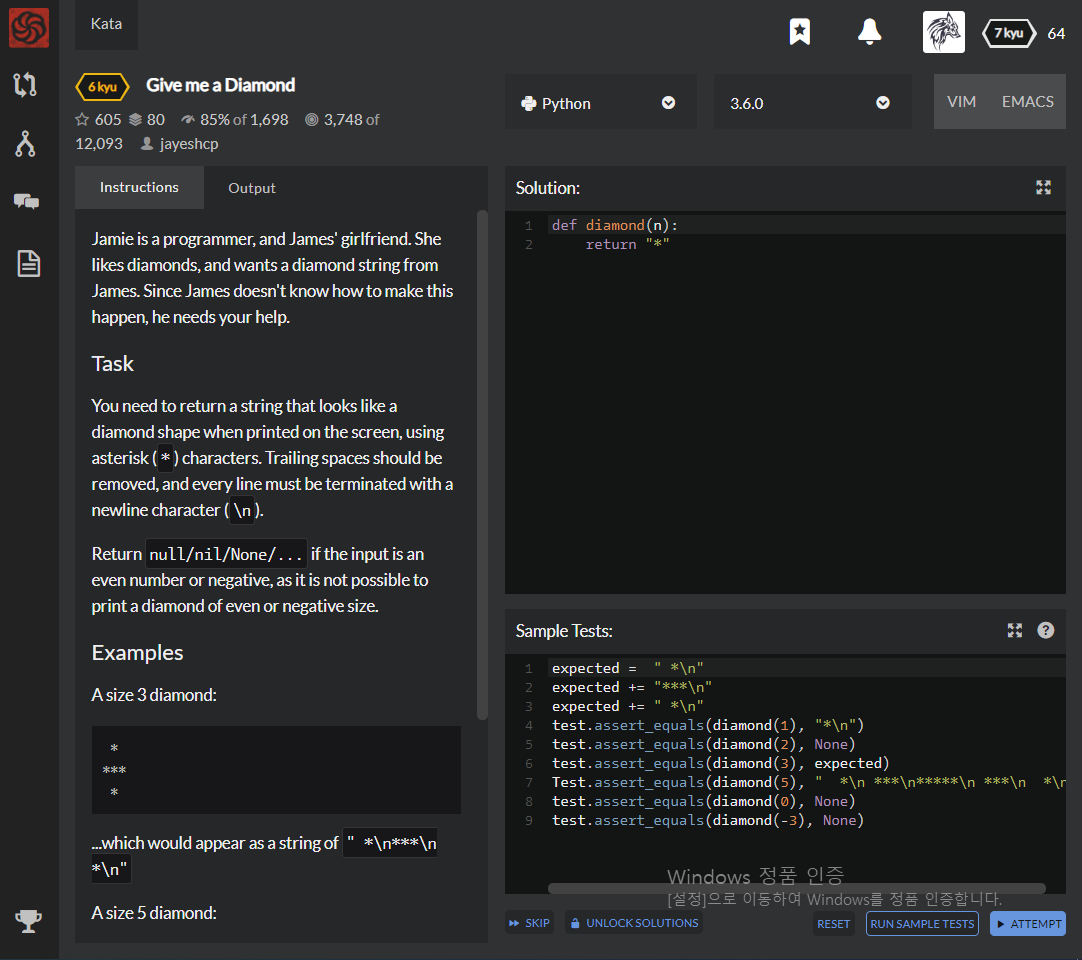 Kata
7 kyu 64
6 kyu Give me a Diamond
605 80 85% of 1,698 3,748 of
12,093 jayeshcp
Python
3.6.0
VIM EMACS
Instructions
Output
Jamie is a programmer, and James' girlfriend. She
likes diamonds, and wants a diamond string from
James. Since James doesn't know how to make this
happen, he needs your help.
Task
You need to return a string that looks like a
diamond shape when printed on the screen, using
asterisk (*) characters. Trailing spaces should be
removed, and every line must be terminated with a
newline character (\n).
Return null/nil/None/... if the input is an
even number or negative, as it is not possible to
print a diamond of even or negative size.
Examples
A size 3 diamond:
 *
***
 *
...which would appear as a string of " *\n***\n
*\n"
A size 5 diamond:
Solution:
1 def diamond(n):
2     return "*"
Sample Tests:
1 expected =  " *\n"
2 expected += "***\n"
3 expected += " *\n"
4 test.assert_equals(diamond(1), "*\n")
5 test.assert_equals(diamond(2), None)
6 test.assert_equals(diamond(3), expected)
7 Test.assert_equals(diamond(5), "  *\n ***\n*****\n ***\n  *\n
8 test.assert_equals(diamond(0), None)
9 test.assert_equals(diamond(-3), None)
Windows 정품 인증
[설정]으로 이동하여 Windows를 정품 인증합니다.
SKIP
UNLOCK SOLUTIONS
RESET
RUN SAMPLE TESTS
ATTEMPT